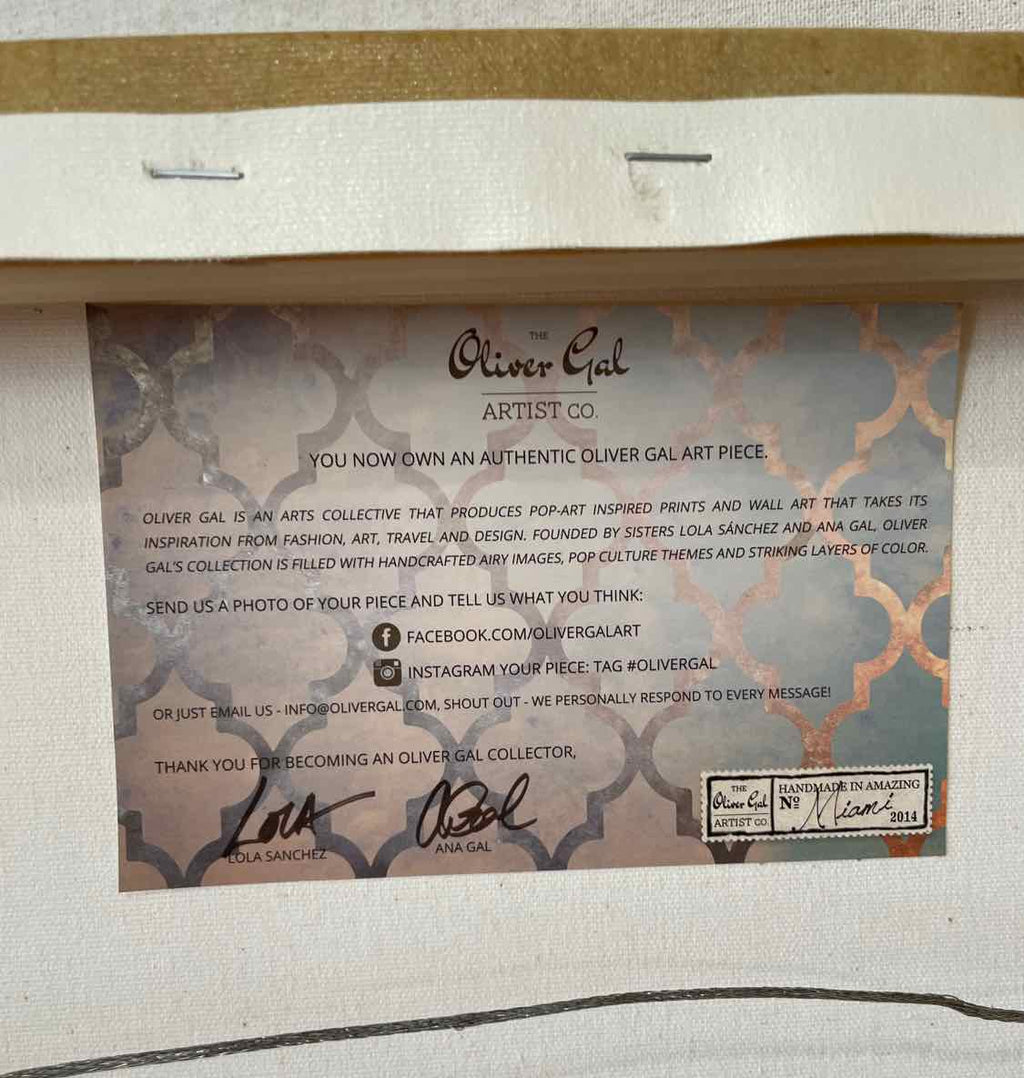 THE
Oliver Gal
ARTIST CO.
YOU NOW OWN AN AUTHENTIC OLIVER GAL ART PIECE.
OLIVER GAL IS AN ARTS COLLECTIVE THAT PRODUCES POP-ART INSPIRED PRINTS AND WALL ART THAT TAKES ITS
INSPIRATION FROM FASHION, ART, TRAVEL AND DESIGN. FOUNDED BY SISTERS LOLA SÁNCHEZ AND ANA GAL, OLIVER
GAL'S COLLECTION IS FILLED WITH HANDCRAFTED AIRY IMAGES, POP CULTURE THEMES AND STRIKING LAYERS OF COLOR.
SEND US A PHOTO OF YOUR PIECE AND TELL US WHAT YOU THINK:
f FACEBOOK.COM/OLIVERGALART
INSTAGRAM YOUR PIECE: TAG #OLIVERGAL
OR JUST EMAIL US - INFO@OLIVERGAL.COM, SHOUT OUT - WE PERSONALLY RESPOND TO EVERY MESSAGE!
THANK YOU FOR BECOMING AN OLIVER GAL COLLECTOR,
LOLA
LOLA SANCHEZ
ANA GAL
THE
Oliver Gal
ARTIST CO.
HANDMADE IN AMAZING
Nº Miami
2014